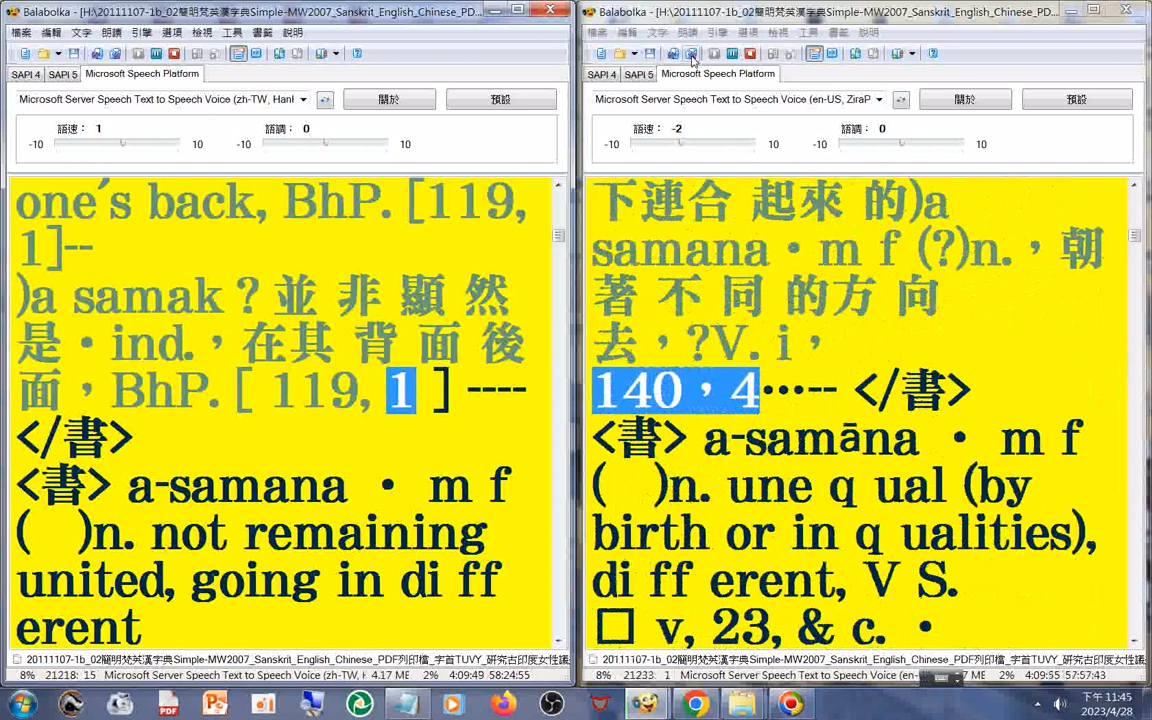 Balabolka - [H:\20111107-1b_02簡明梵英漢字典Simple-MW2007_Sanskrit_English_Chinese_PD...
檔案 編輯 文字 朗讀 引擎 選項 檢視 工具 書籤 說明
SAPI 4 SAPI 5 Microsoft Speech Platform
Microsoft Server Speech Text to Speech Voice (zh-TW, Hanl
關於
預設
語速： 1
語調： 0
-10 10 -10 10
one's back, BhP. [119,
1]--
)a samak？並 非 顯 然
是・ind.，在其 背 面 後
面，BhP. [ 119, 1 ] ----
</書>
<書> a-samana ・ m f
( )n. not remaining
united, going in di ff
erent
20111107-1b_02簡明梵英漢字典Simple-MW2007_Sanskrit_English_Chinese_PDF列印檔_字首TUVY_研究古印度女性議
8% 21218: 15 Microsoft Server Speech Text to Speech Voice (zh-TW, H 4.17 ME 2% 4:09:49 58:24:55
Balabolka - [H:\20111107-1b_02簡明梵英漢字典Simple-MW2007_Sanskrit_English_Chinese_PDF...
檔案 編輯 文字 朗讀 引擎 選項 檢視 工具 書籤 說明
SAPI 4 SAPI 5 Microsoft Speech Platform
Microsoft Server Speech Text to Speech Voice (en-US, ZiraP
關於
預設
語速： -2
語調： 0
-10 10 -10 10
下連合 起來 的)a
samana・m f (?)n.，朝
著 不 同 的方 向
去，?V. i，
140，4…-- </書>
<書> a-samāna ・ m f
( )n. une q ual (by
birth or in q ualities),
di ff erent, V S.
□ v, 23, & c. ・
20111107-1b_02簡明梵英漢字典Simple-MW2007_Sanskrit_English_Chinese_PDF列印檔_字首TUVY_研究古印度女性議
8% 21233: 1 Microsoft Server Speech Text to Speech Voice (en- 4.17 ME 2% 4:09:55 57:57:43
下午 11:45
2023/4/28